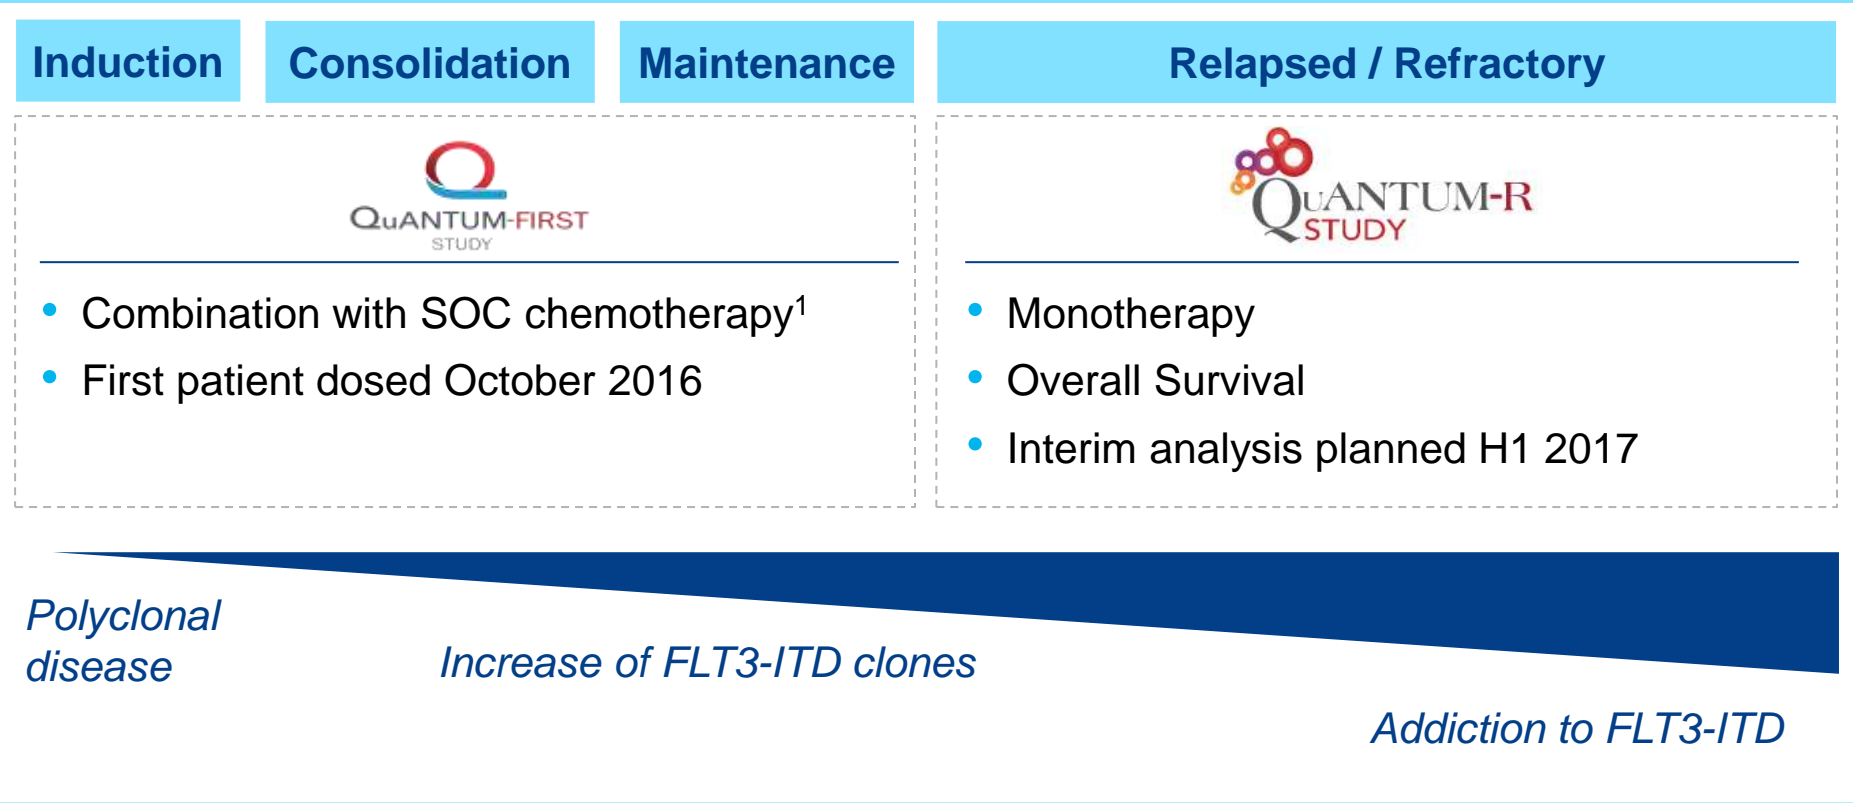 Induction
Consolidation
Maintenance
Relapsed / Refractory
QuANTUM-FIRST
STUDY
• Combination with SOC chemotherapy¹
• First patient dosed October 2016
QUANTUM-R
STUDY
• Monotherapy
• Overall Survival
• Interim analysis planned H1 2017
Polyclonal
disease
Increase of FLT3-ITD clones
Addiction to FLT3-ITD